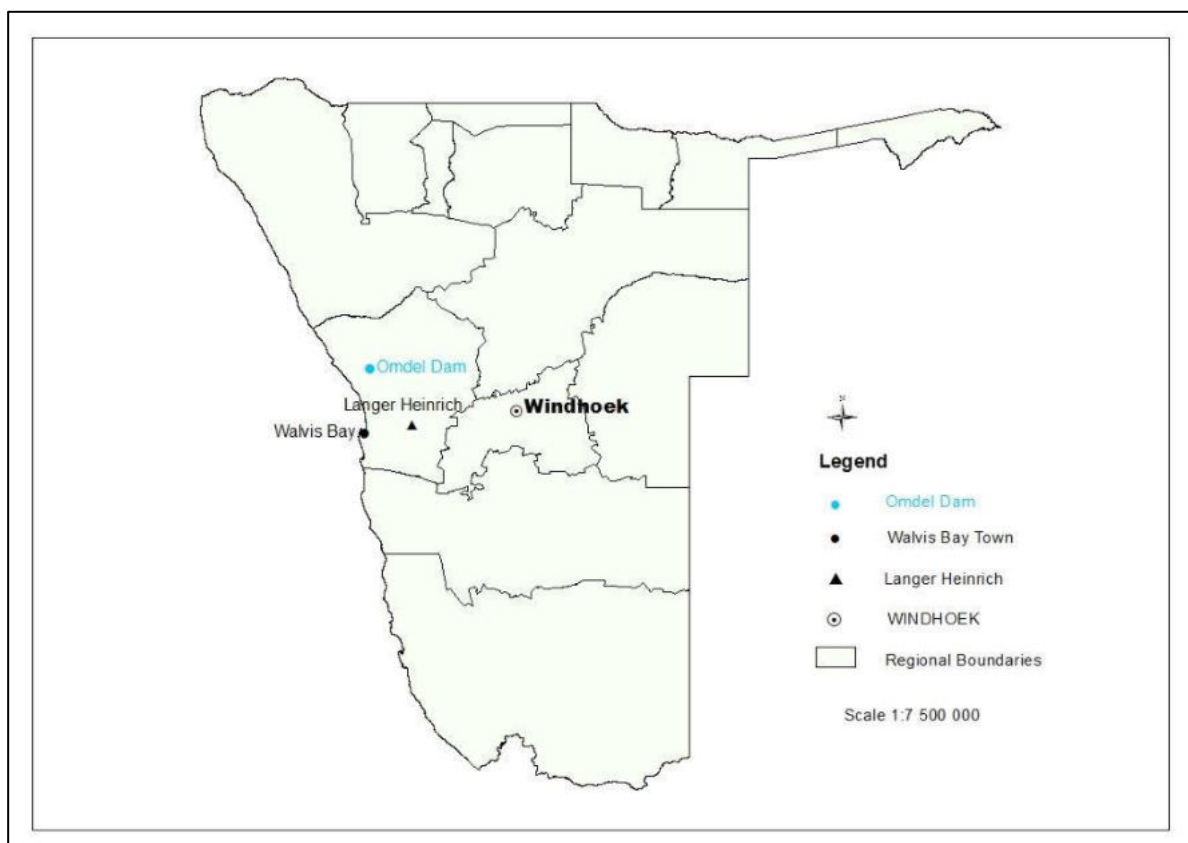 Omdel Dam
Langer Heinrich
Windhoek
Walvis Bay
N
Legend
Omdel Dam
Walvis Bay Town
Langer Heinrich
WINDHOEK
Regional Boundaries
Scale 1:7 500 000